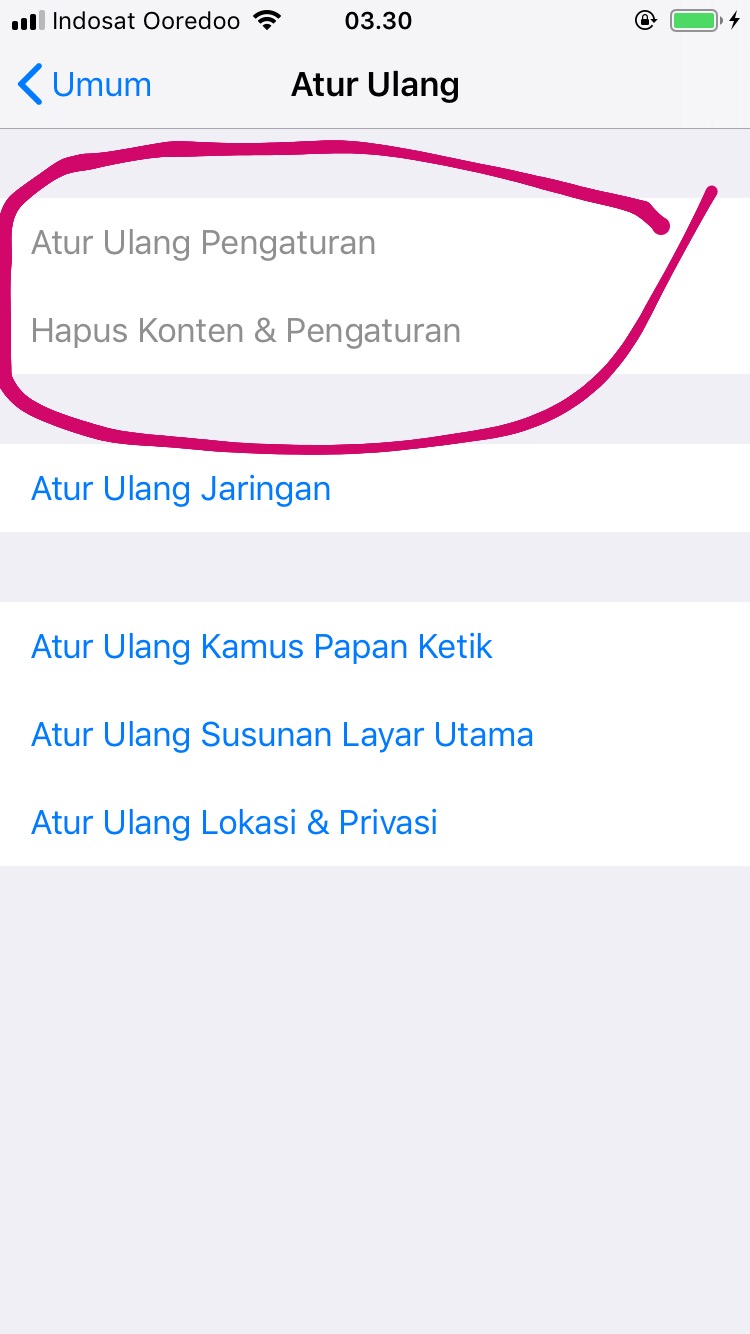 Indosat Ooredoo 03.30
Umum Atur Ulang
Atur Ulang Pengaturan
Hapus Konten & Pengaturan
Atur Ulang Jaringan
Atur Ulang Kamus Papan Ketik
Atur Ulang Susunan Layar Utama
Atur Ulang Lokasi & Privasi